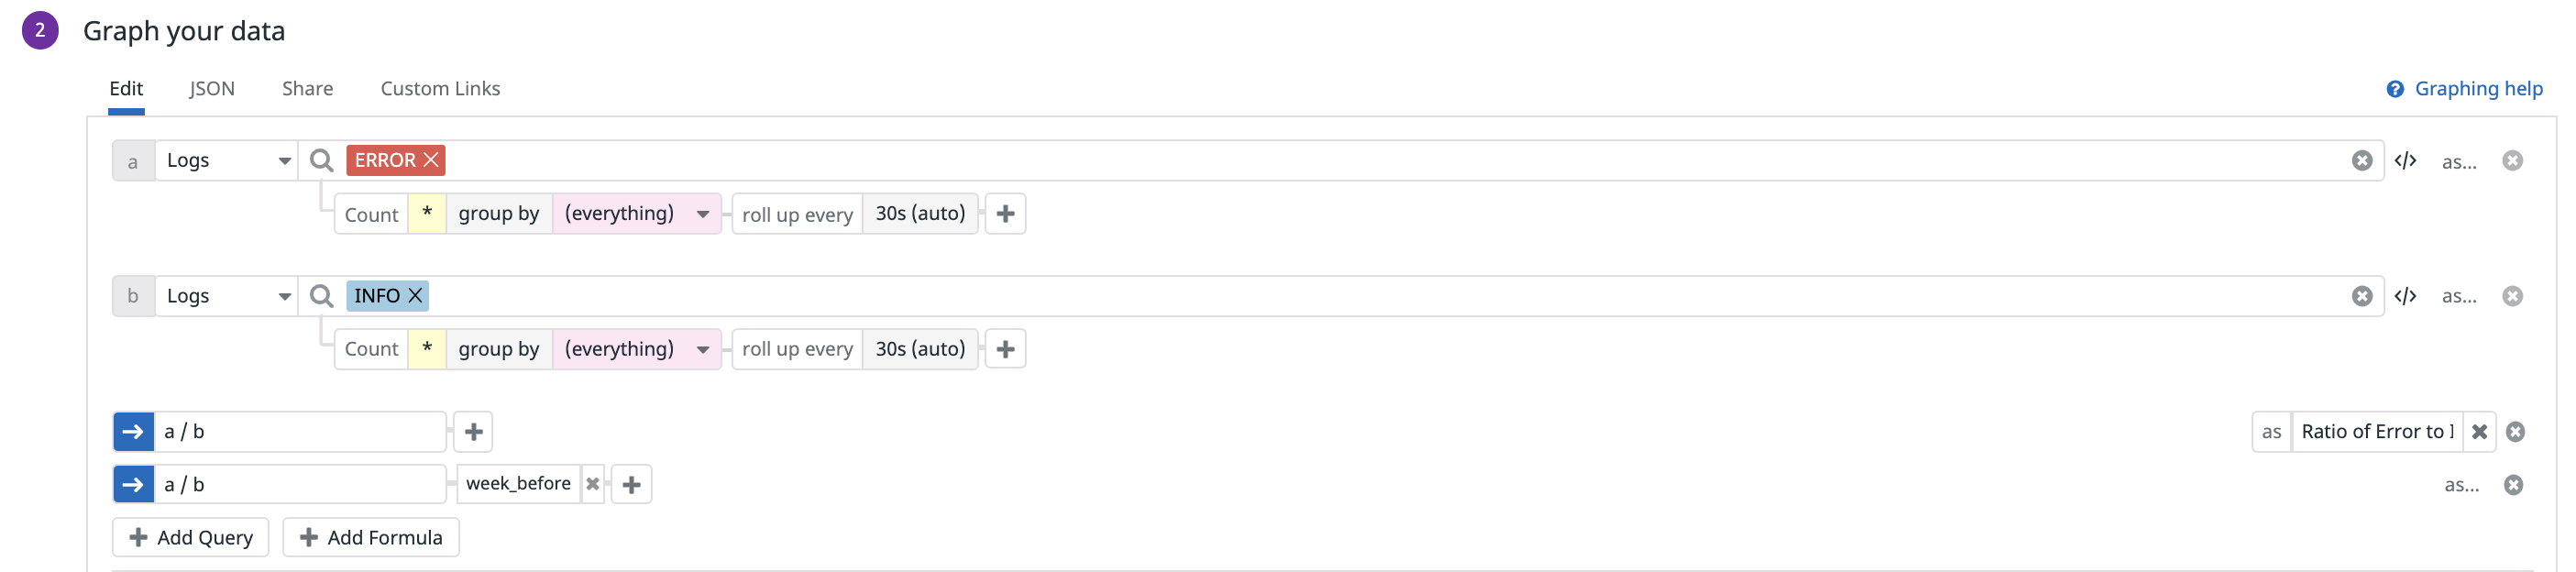 2 Graph your data
Edit JSON Share Custom Links Graphing help
a Logs ERROR </> as...
Count * group by (everything) roll up every 30s (auto)
b Logs INFO </> as...
Count * group by (everything) roll up every 30s (auto)
a / b as Ratio of Error to
a / b week_before as...
Add Query Add Formula